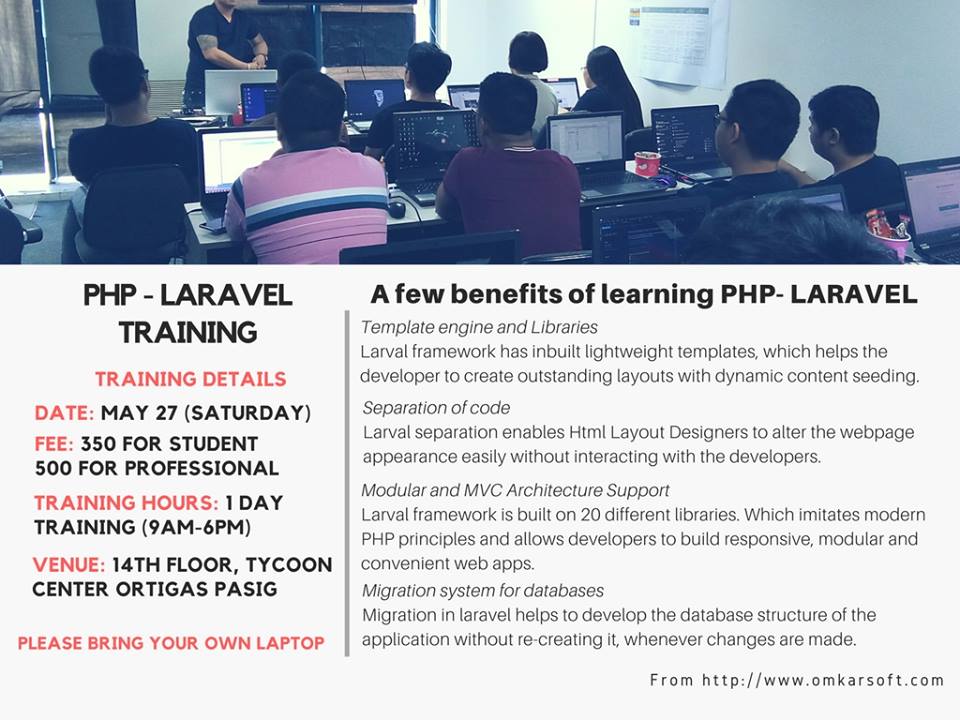 PHP - LARAVEL
TRAINING
TRAINING DETAILS
DATE: MAY 27 (SATURDAY)
FEE: 350 FOR STUDENT
500 FOR PROFESSIONAL
TRAINING HOURS: 1 DAY
TRAINING (9AM-6PM)
VENUE: 14TH FLOOR, TYCOON
CENTER ORTIGAS PASIG
PLEASE BRING YOUR OWN LAPTOP
A few benefits of learning PHP- LARAVEL
Template engine and Libraries
Larval framework has inbuilt lightweight templates, which helps the
developer to create outstanding layouts with dynamic content seeding.
Separation of code
Larval separation enables Html Layout Designers to alter the webpage
appearance easily without interacting with the developers.
Modular and MVC Architecture Support
Larval framework is built on 20 different libraries. Which imitates modern
PHP principles and allows developers to build responsive, modular and
convenient web apps.
Migration system for databases
Migration in laravel helps to develop the database structure of the
application without re-creating it, whenever changes are made.
From http://www.omkarsoft.com